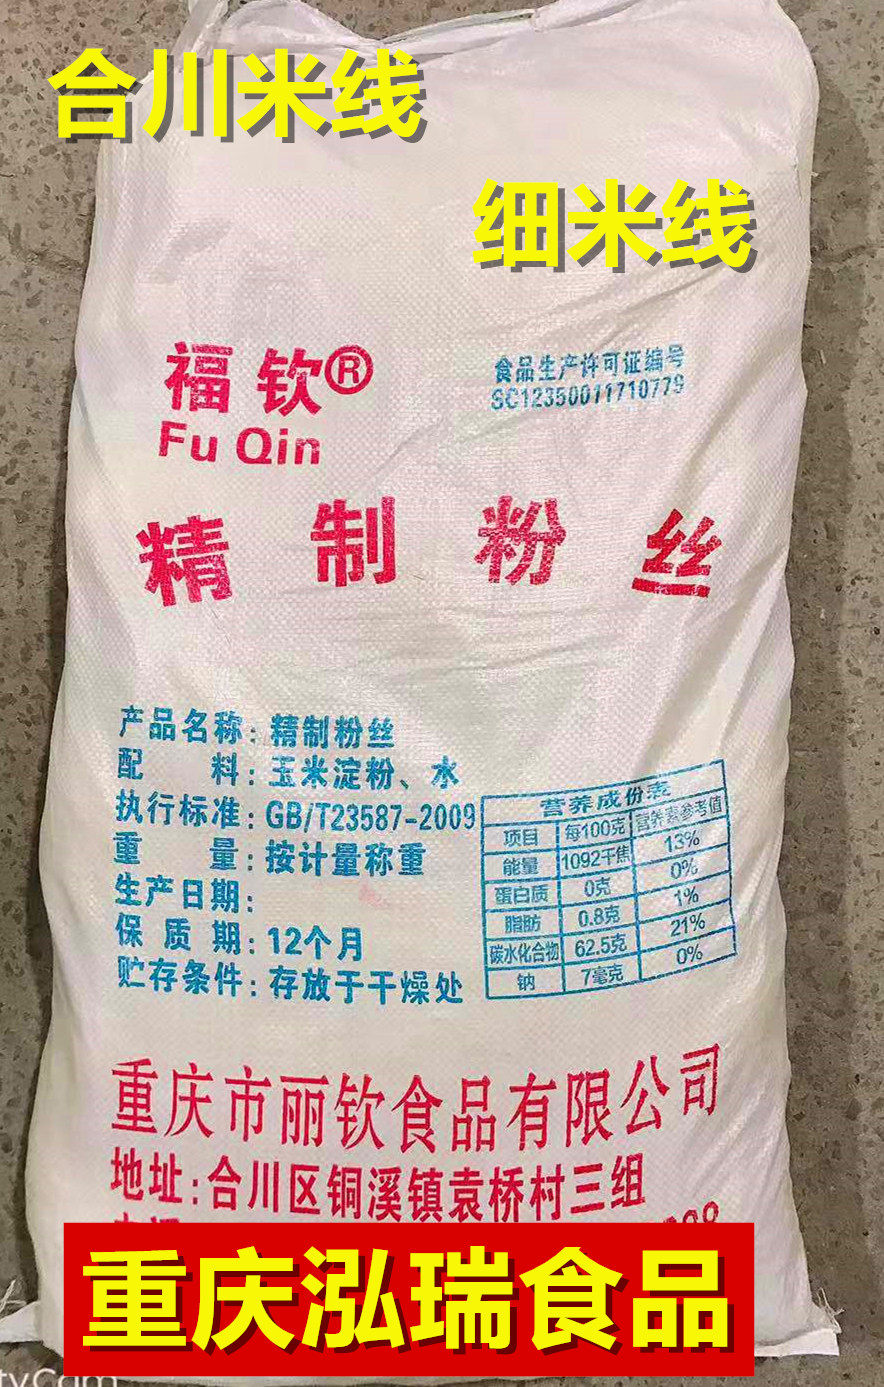 合川米线
细米线
福钦®
Fu Qin
食品生产许可证编号
SC12350011710779
精制粉丝
产品名称：精制粉丝
配 料：玉米淀粉、水
执行标准：GB/T23587-2009
重 量：按计量称重
生产日期：
保质期：12个月
贮存条件：存放于干燥处
营养成份表
项目 每100克 营养素参考值
能量 1092千焦 13%
蛋白质 0克 0%
脂肪 0.8克 1%
碳水化合物 62.5克 21%
钠 7毫克 0%
重庆市丽钦食品有限公司
地址：合川区铜溪镇袁桥村三组
重庆泓瑞食品